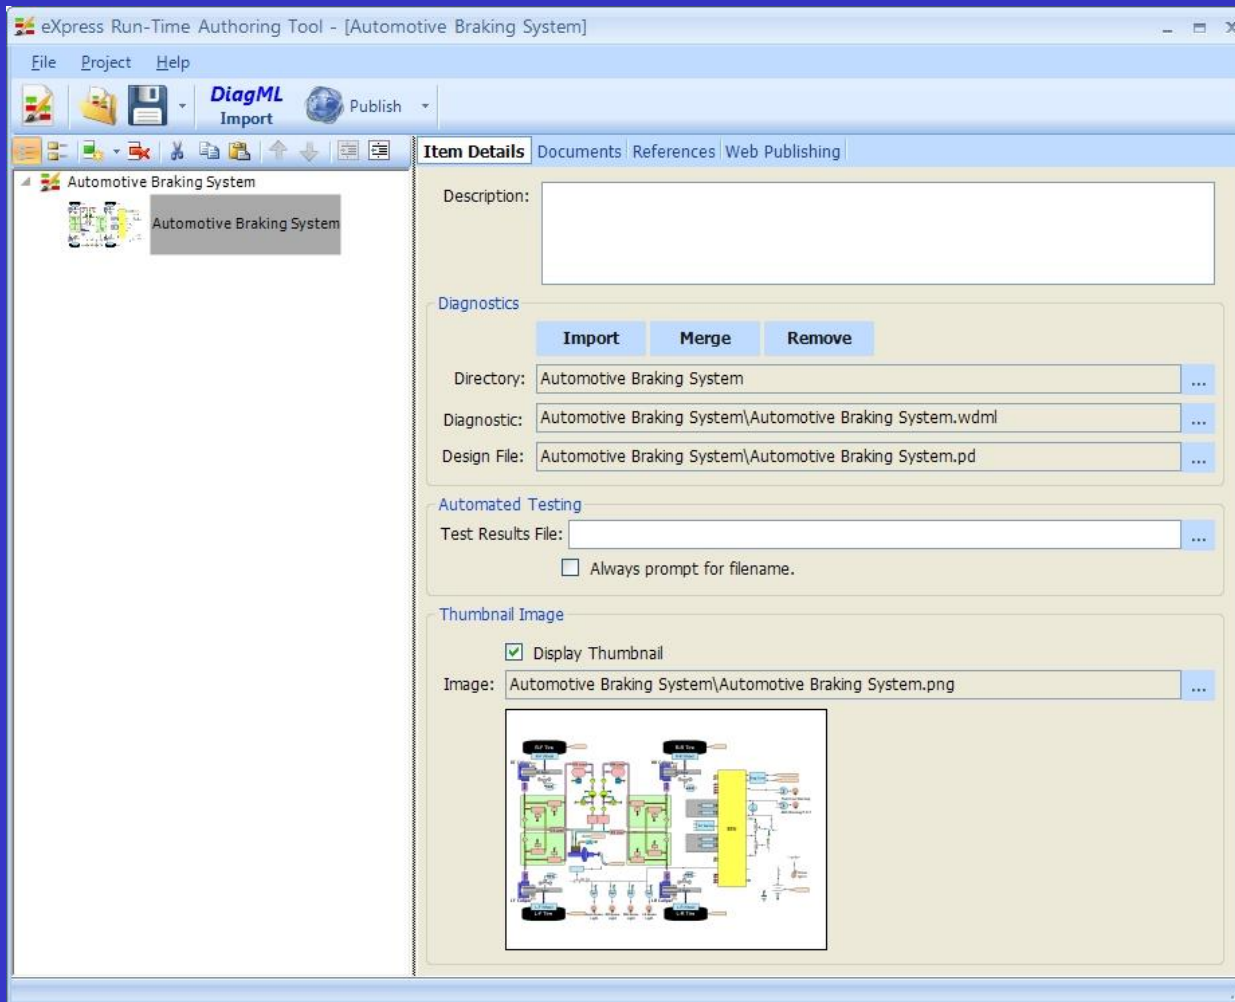 eXpress Run-Time Authoring Tool - [Automotive Braking System]
File Project Help
DiagML
Import
Publish
Item Details Documents References Web Publishing
Automotive Braking System
Automotive Braking System
Description:
Diagnostics
Import Merge Remove
Directory: Automotive Braking System ...
Diagnostic: Automotive Braking System\Automotive Braking System.wdml ...
Design File: Automotive Braking System\Automotive Braking System.pd ...
Automated Testing
Test Results File: ...
Always prompt for filename.
Thumbnail Image
Display Thumbnail
Image: Automotive Braking System\Automotive Braking System.png ...
R-F Tire
L-F Tire